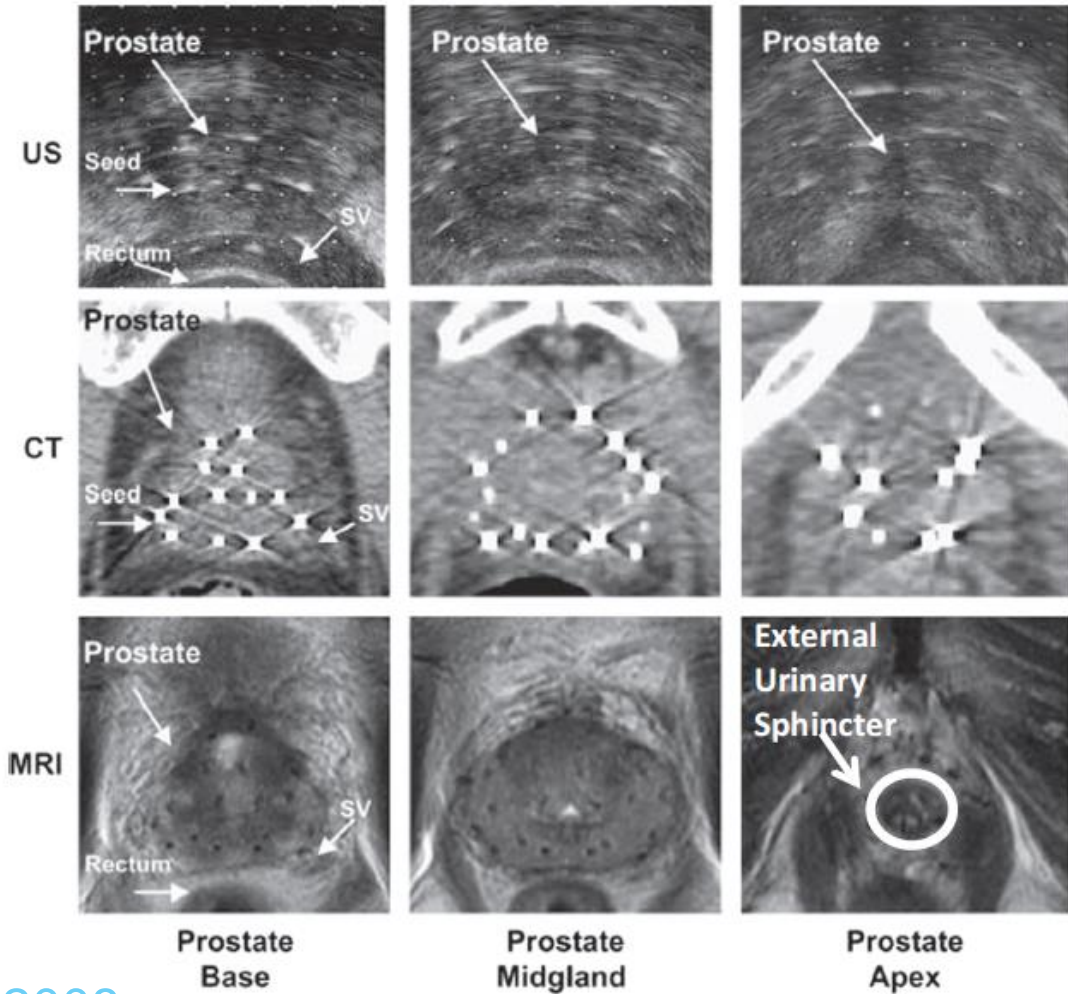 Prostate
Prostate
Prostate
US
Seed
SV
Rectum
Prostate
CT
Seed
SV
External
Urinary
Sphincter
Prostate
MRI
SV
Rectum
Prostate
Base
Prostate
Midgland
Prostate
Apex